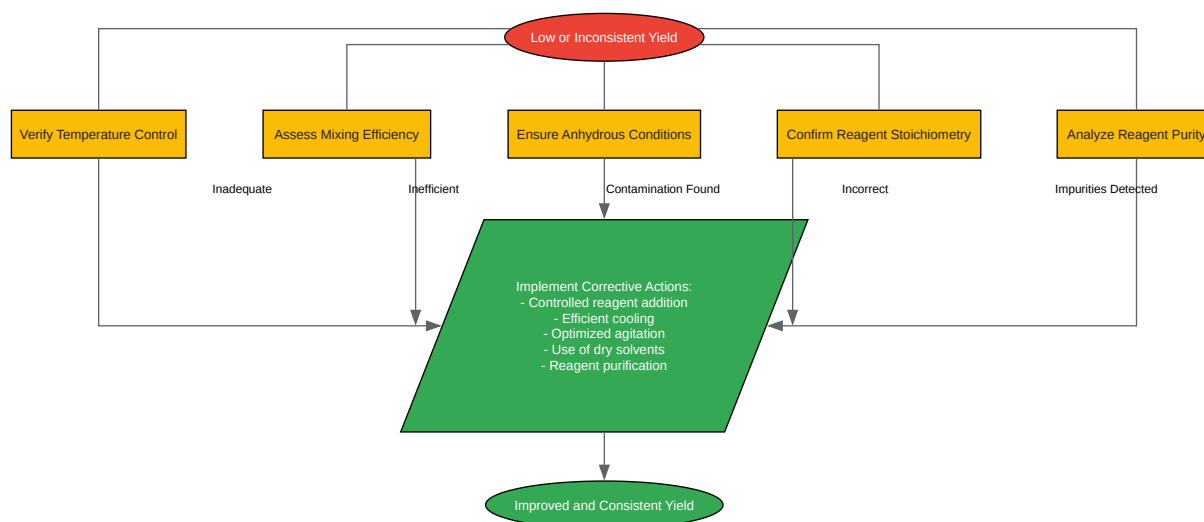 Low or Inconsistent Yield
Verify Temperature Control
Assess Mixing Efficiency
Ensure Anhydrous Conditions
Confirm Reagent Stoichiometry
Analyze Reagent Purity
Inadequate
Inefficient
Contamination Found
Incorrect
Impurities Detected
Implement Corrective Actions:
- Controlled reagent addition
- Efficient cooling
- Optimized agitation
- Use of dry solvents
- Reagent purification
Improved and Consistent Yield